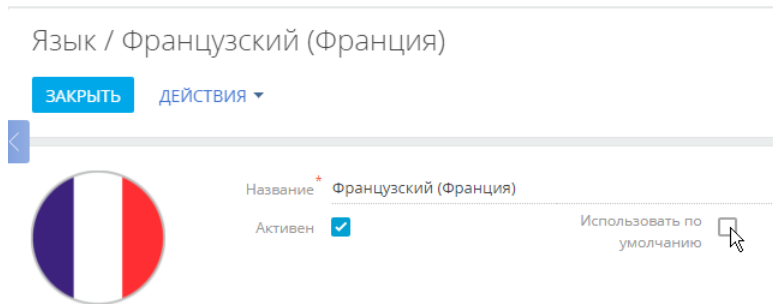 Язык / Французский (Франция)
ЗАКРЫТЬ ДЕЙСТВИЯ
Название* Французский (Франция)
Активен Использовать по
умолчанию